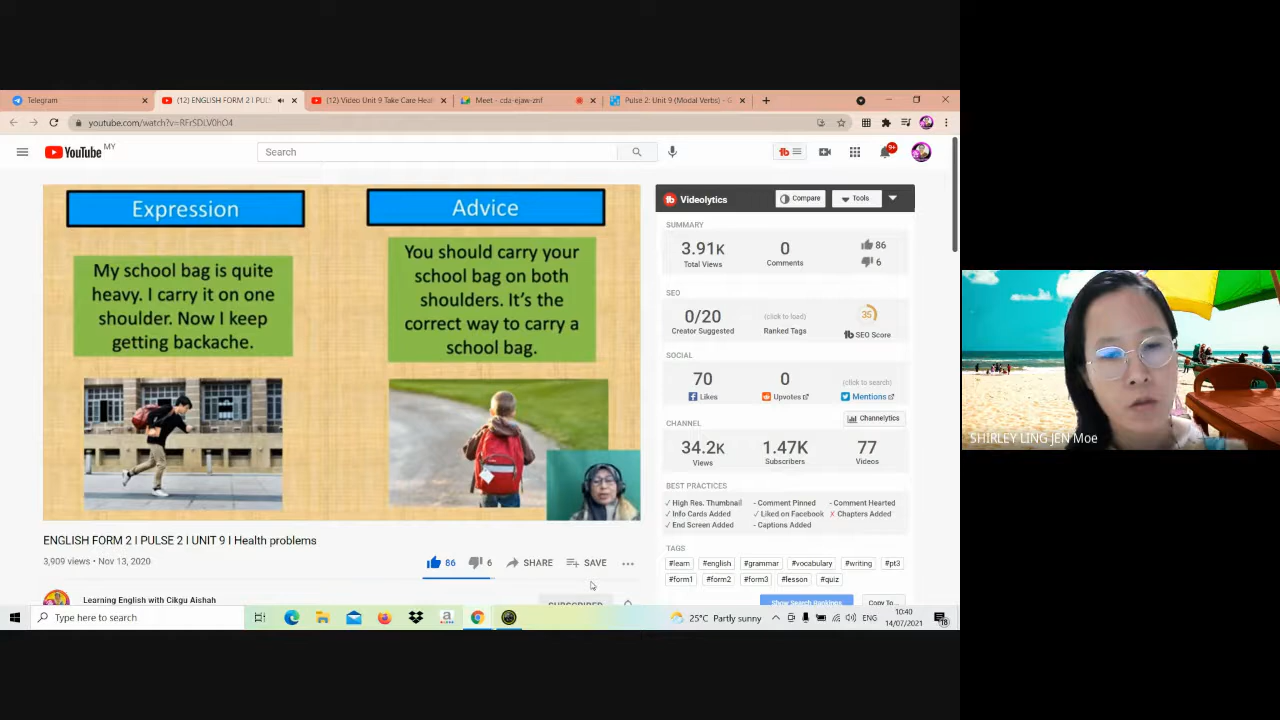 Telegram
(12) ENGLISH FORM 2 I PUL
(12) Video Unit 9 Take Care Heal
Meet - cda-ejaw-znf
Pulse 2: Unit 9 (Modal Verbs) - G
youtube.com/watch?v=RFrSDLV0hO4
YouTube MY
Search
9+
Expression
Advice
My school bag is quite
heavy. I carry it on one
shoulder. Now I keep
getting backache.
You should carry your
school bag on both
shoulders. It's the
correct way to carry a
school bag.
ENGLISH FORM 2 I PULSE 2 I UNIT 9 I Health problems
3,909 views • Nov 13, 2020
86
6
SHARE
SAVE
Learning English with Cikgu Aishah
SUBSCRIBED
Videolytics
Compare
Tools
SUMMARY
3.91K
Total Views
0
Comments
86
6
SEO
0/20
Creator Suggested
(click to load)
Ranked Tags
35
SEO Score
SOCIAL
70
Likes
0
Upvotes
(click to search)
Mentions
Channelytics
CHANNEL
34.2K
Views
1.47K
Subscribers
77
Videos
BEST PRACTICES
✓ High Res. Thumbnail - Comment Pinned - Comment Hearted
✓ Info Cards Added ✓ Liked on Facebook ✗ Chapters Added
✓ End Screen Added - Captions Added
TAGS
#learn #english #grammar #vocabulary #writing #pt3
#form1 #form2 #form3 #lesson #quiz
Show Search Rankings
Copy To...
SHIRLEY LING JEN Moe
Type here to search
25°C Partly sunny
ENG
10:40
14/07/2021